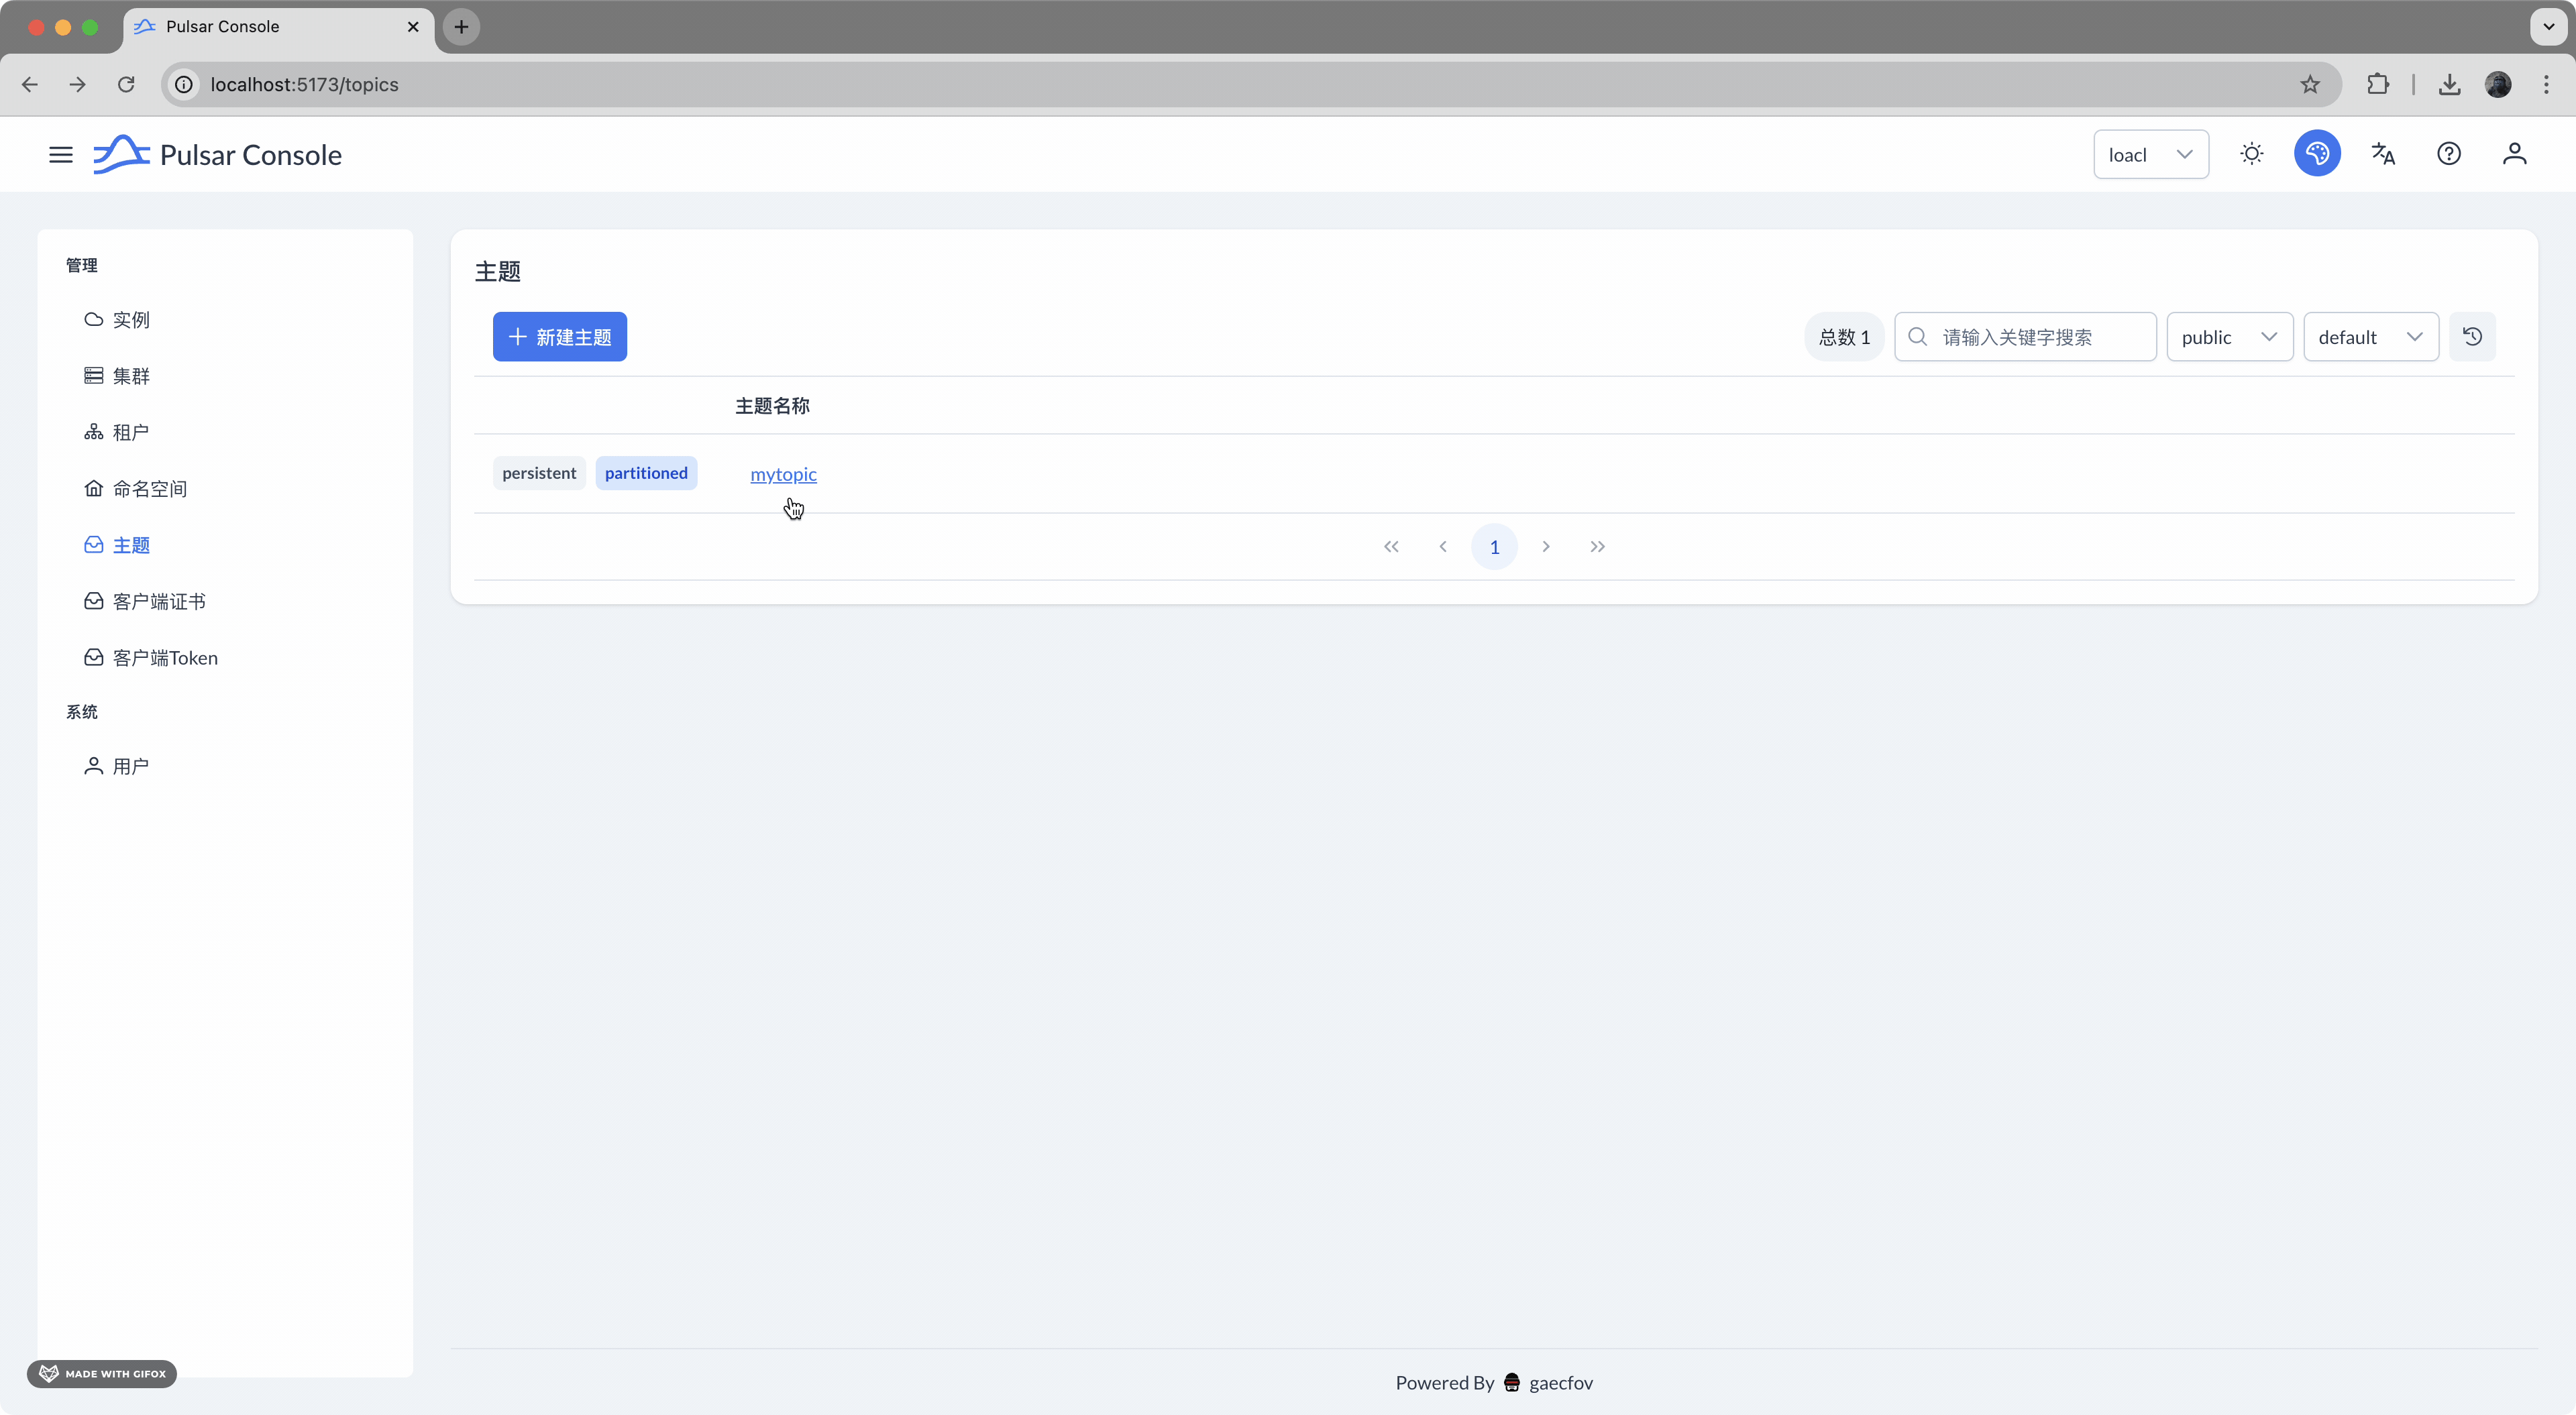 Pulsar Console
localhost:5173/topics
Pulsar Console
loacl
管理
实例
集群
租户
命名空间
主题
客户端证书
客户端Token
系统
用户
主题
新建主题
总数 1
请输入关键字搜索
public
default
主题名称
persistent
partitioned
mytopic
1
MADE WITH GIFOX
Powered By gaecfov